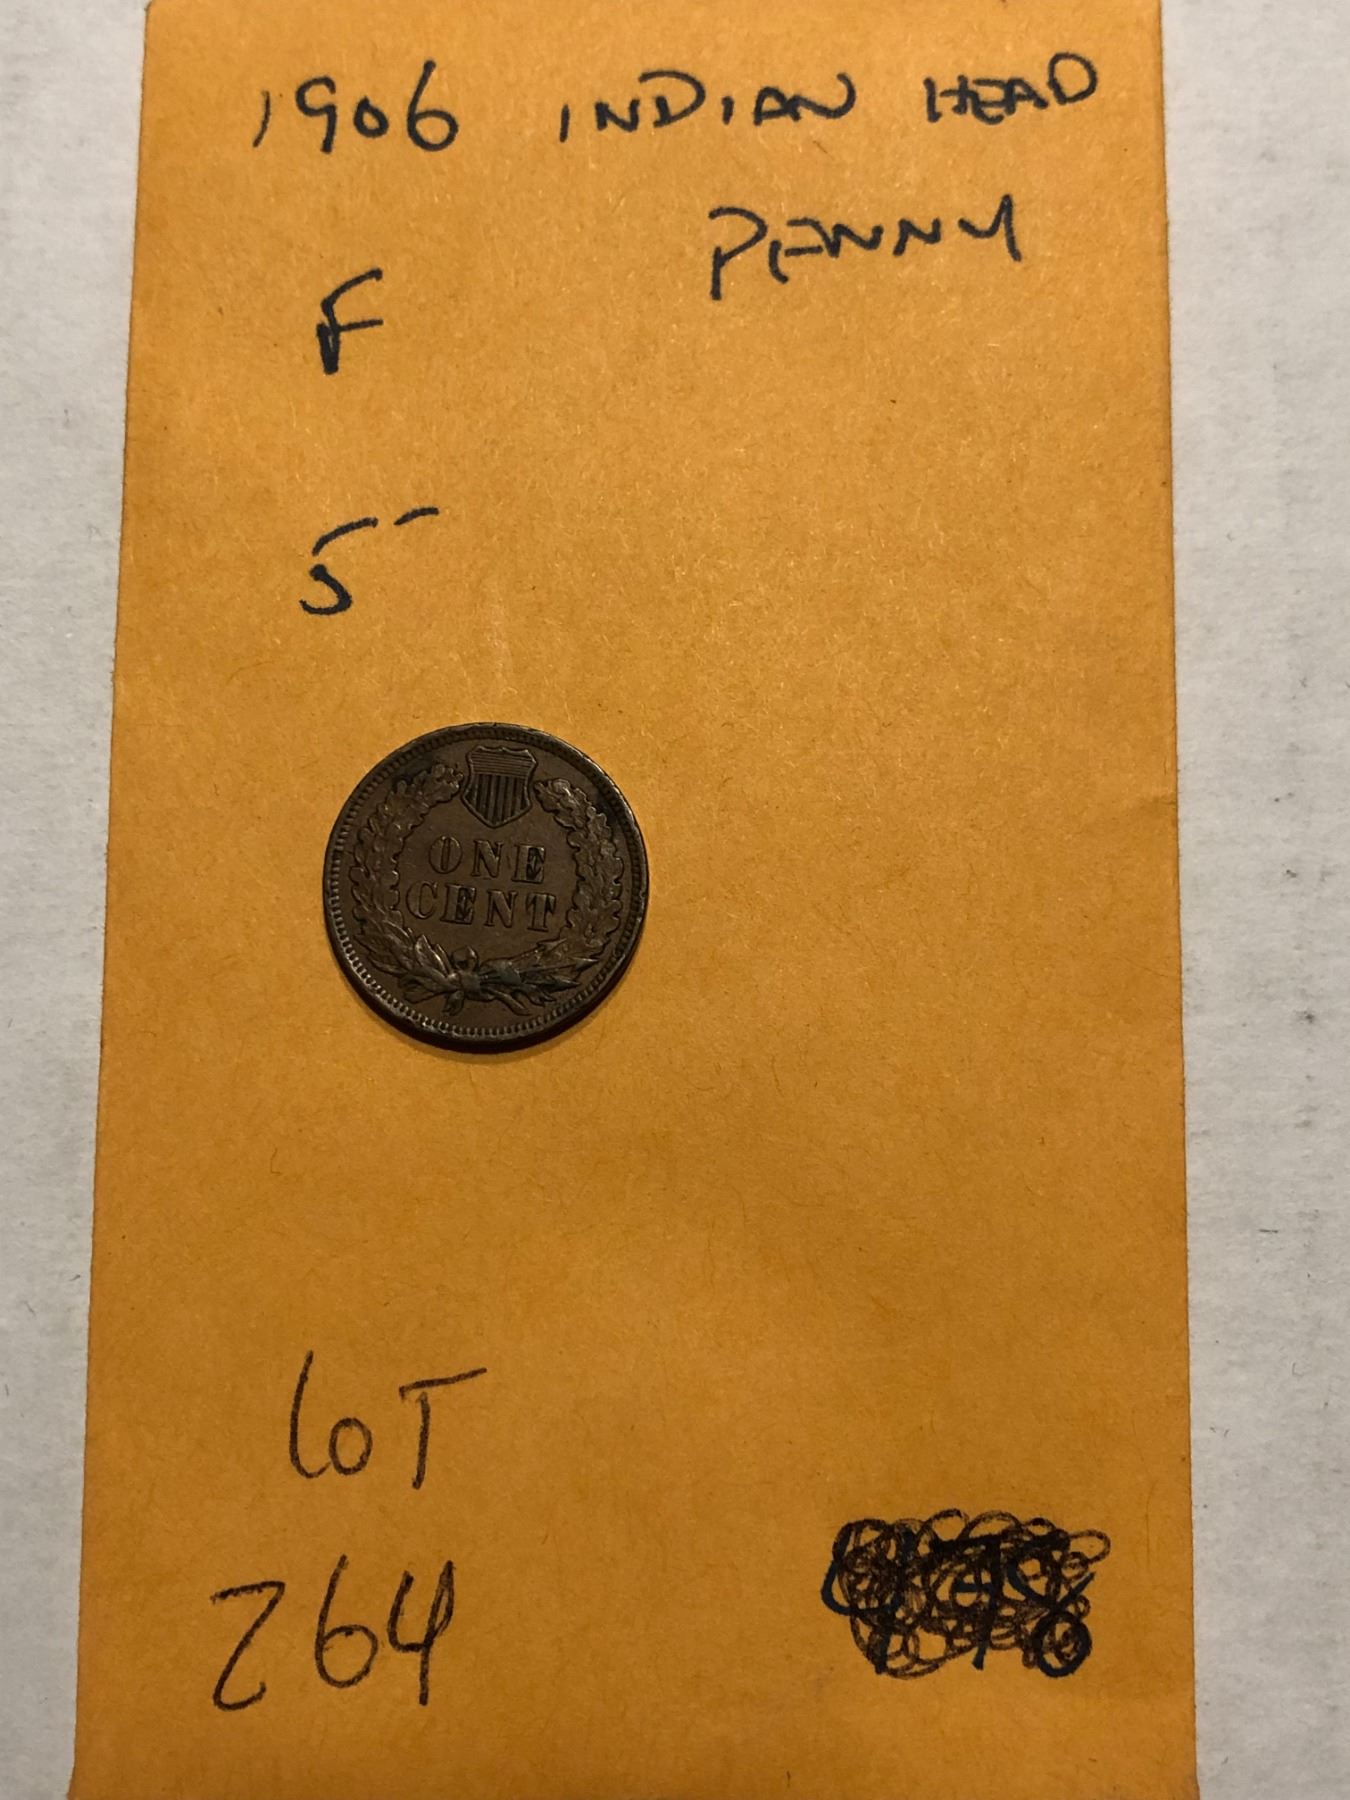 1906 INDIAN HEAD
PENNY
F
5-
ONE
CENT
LOT
264